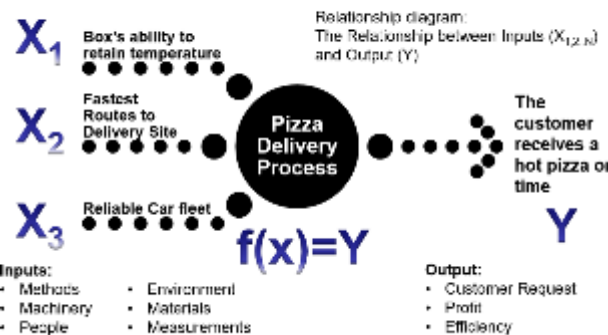 Relationship diagram:
The Relationship between Inputs (X1,2,N)
and Output (Y)
X1
Box's ability to
retain temperature
X2
Fastest
Routes to
Delivery Site
X3
Reliable Car fleet
Pizza
Delivery
Process
f(x)=Y
The
customer
receives a
hot pizza on
time
Y
Inputs:
• Methods
• Machinery
• People
• Environment
• Materials
• Measurements
Output:
• Customer Request
• Profit
• Efficiency